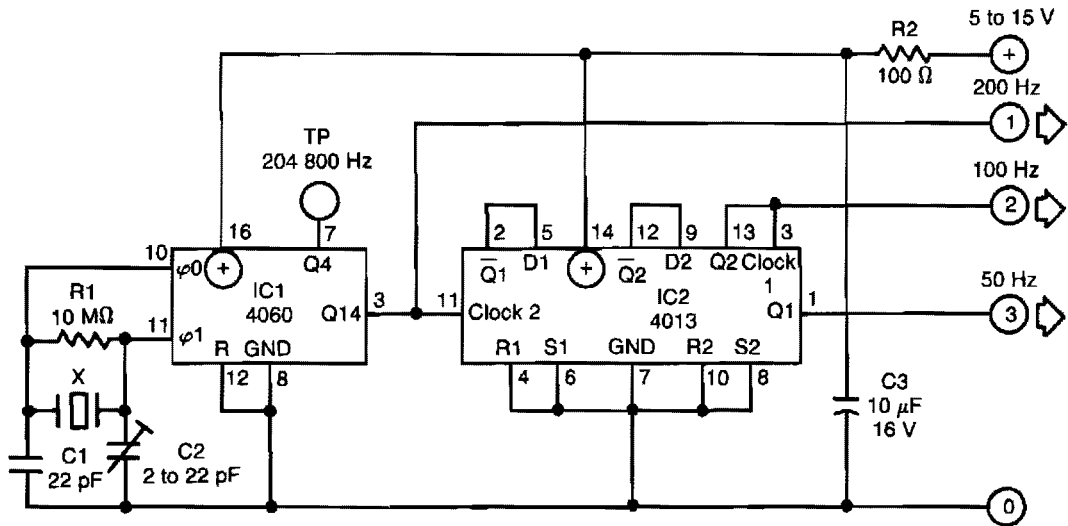 5 to 15 V
R2
100 Ω
+
200 Hz
1
TP
204 800 Hz
100 Hz
2
16
7
2
5
14
12
9
13
3
10
φ0
+
Q4
Q̅1
D1
+
Q̅2
D2
Q2
Clock
1
R1
10 MΩ
IC1
4060
Q14
3
11
Clock 2
IC2
4013
Q1
1
50 Hz
3
11
φ1
R
GND
R1
S1
GND
R2
S2
12
8
4
6
7
10
8
X
C3
10 μF
16 V
C1
22 pF
C2
2 to 22 pF
0